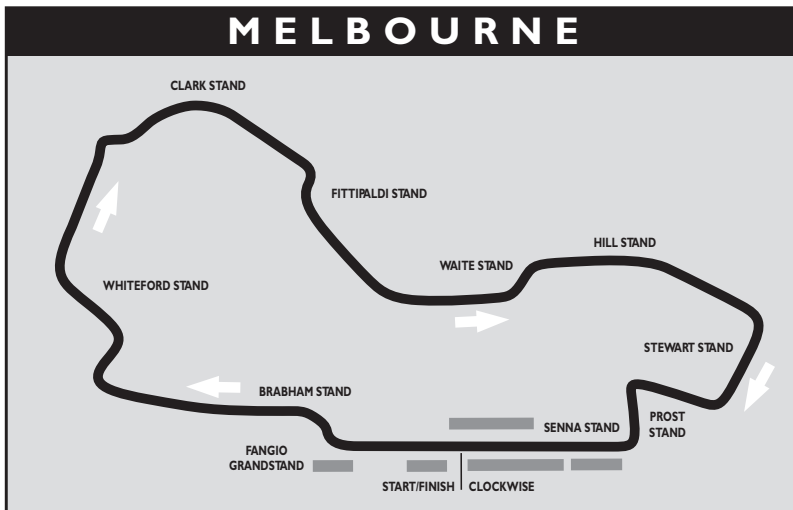 MELBOURNE
CLARK STAND
FITTIPALDI STAND
HILL STAND
WAITE STAND
WHITEFORD STAND
STEWART STAND
BRABHAM STAND
SENNA STAND
PROST
STAND
FANGIO
GRANDSTAND
START/FINISH
CLOCKWISE